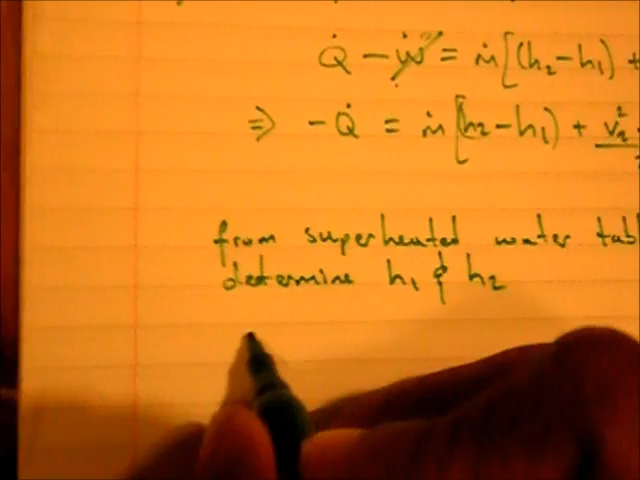 Q̇ − Ẇ = ṁ[(h₂−h₁) +
⇒ −Q̇ = ṁ[(h₂−h₁) + v₂²
from superheated water tab
determine h₁ & h₂